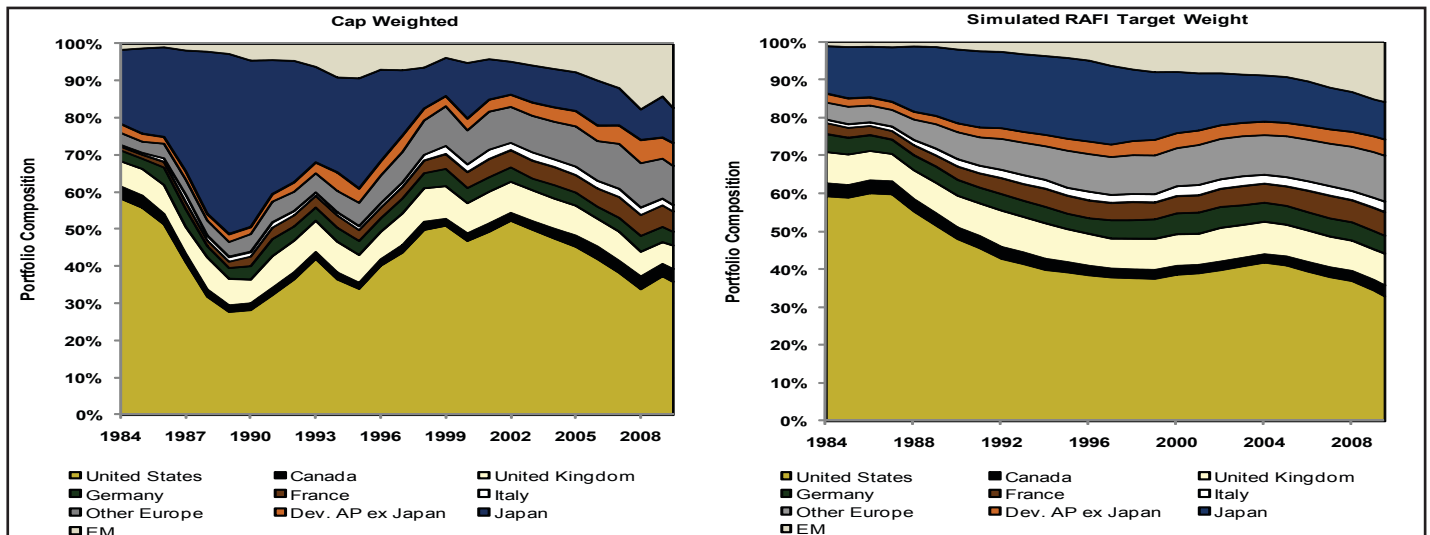 Cap Weighted
Portfolio Composition
100%
90%
80%
70%
60%
50%
40%
30%
20%
10%
0%
1984 1987 1990 1993 1996 1999 2002 2005 2008
United States Canada United Kingdom
Germany France Italy
Other Europe Dev. AP ex Japan Japan
EM
Simulated RAFI Target Weight
Portfolio Composition
100%
90%
80%
70%
60%
50%
40%
30%
20%
10%
0%
1984 1988 1992 1996 2000 2004 2008
United States Canada United Kingdom
Germany France Italy
Other Europe Dev. AP ex Japan Japan
EM